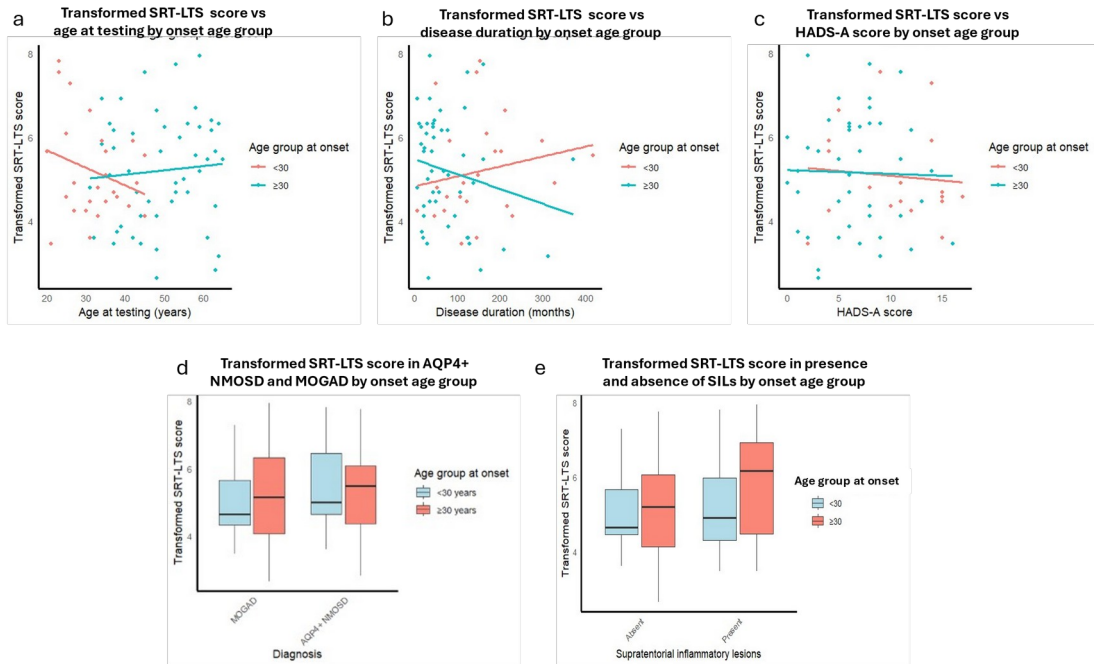 a
Transformed SRT-LTS score vs
age at testing by onset age group
8
6
4
Transformed SRT-LTS score
20 30 40 50 60
Age at testing (years)
Age group at onset
<30
≥30
b
Transformed SRT-LTS score vs
disease duration by onset age group
8
6
4
Transformed SRT-LTS score
0 100 200 300 400
Disease duration (months)
Age group at onset
<30
≥30
c
Transformed SRT-LTS score vs
HADS-A score by onset age group
8
6
4
Transformed SRT-LTS score
0 5 10 15
HADS-A score
Age group at onset
<30
≥30
d
Transformed SRT-LTS score in AQP4+
NMOSD and MOGAD by onset age group
8
6
4
Transformed SRT-LTS score
MOGAD
AQP4+ NMOSD
Diagnosis
Age group at onset
<30 years
≥30 years
e
Transformed SRT-LTS score in presence
and absence of SILs by onset age group
8
6
4
Transformed SRT-LTS score
Absent
Present
Supratentorial inflammatory lesions
Age group at onset
<30
≥30